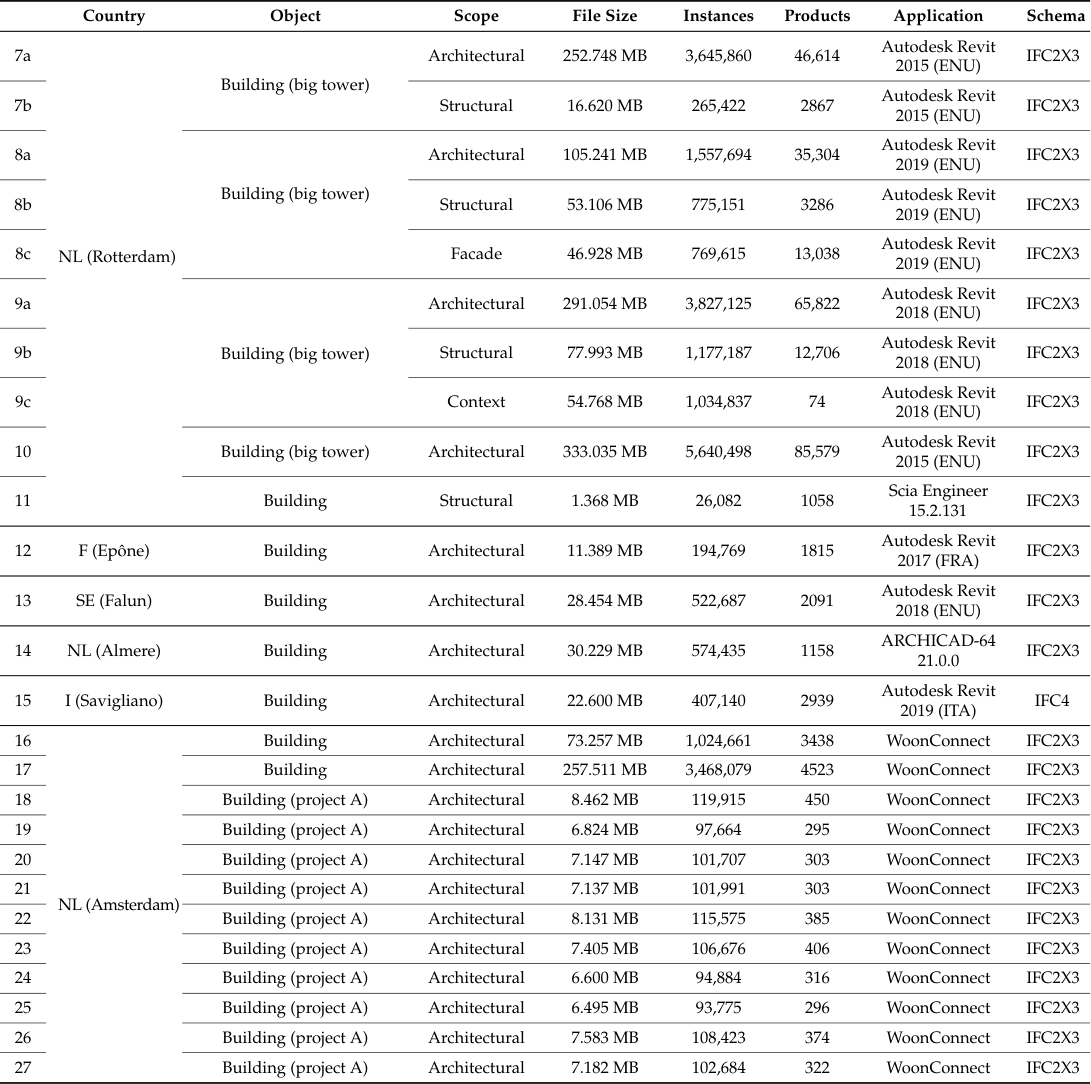 Country Object Scope File Size Instances Products Application Schema
7a NL (Rotterdam) Building (big tower) Architectural 252.748 MB 3,645,860 46,614 Autodesk Revit 2015 (ENU) IFC2X3
7b Structural 16.620 MB 265,422 2867 Autodesk Revit 2015 (ENU) IFC2X3
8a Building (big tower) Architectural 105.241 MB 1,557,694 35,304 Autodesk Revit 2019 (ENU) IFC2X3
8b Structural 53.106 MB 775,151 3286 Autodesk Revit 2019 (ENU) IFC2X3
8c Facade 46.928 MB 769,615 13,038 Autodesk Revit 2019 (ENU) IFC2X3
9a Building (big tower) Architectural 291.054 MB 3,827,125 65,822 Autodesk Revit 2018 (ENU) IFC2X3
9b Structural 77.993 MB 1,177,187 12,706 Autodesk Revit 2018 (ENU) IFC2X3
9c Context 54.768 MB 1,034,837 74 Autodesk Revit 2018 (ENU) IFC2X3
10 Building (big tower) Architectural 333.035 MB 5,640,498 85,579 Autodesk Revit 2015 (ENU) IFC2X3
11 Building Structural 1.368 MB 26,082 1058 Scia Engineer 15.2.131 IFC2X3
12 F (Epône) Building Architectural 11.389 MB 194,769 1815 Autodesk Revit 2017 (FRA) IFC2X3
13 SE (Falun) Building Architectural 28.454 MB 522,687 2091 Autodesk Revit 2018 (ENU) IFC2X3
14 NL (Almere) Building Architectural 30.229 MB 574,435 1158 ARCHICAD-64 21.0.0 IFC2X3
15 I (Savigliano) Building Architectural 22.600 MB 407,140 2939 Autodesk Revit 2019 (ITA) IFC4
16 NL (Amsterdam) Building Architectural 73.257 MB 1,024,661 3438 WoonConnect IFC2X3
17 Building Architectural 257.511 MB 3,468,079 4523 WoonConnect IFC2X3
18 Building (project A) Architectural 8.462 MB 119,915 450 WoonConnect IFC2X3
19 Building (project A) Architectural 6.824 MB 97,664 295 WoonConnect IFC2X3
20 Building (project A) Architectural 7.147 MB 101,707 303 WoonConnect IFC2X3
21 Building (project A) Architectural 7.137 MB 101,991 303 WoonConnect IFC2X3
22 Building (project A) Architectural 8.131 MB 115,575 385 WoonConnect IFC2X3
23 Building (project A) Architectural 7.405 MB 106,676 406 WoonConnect IFC2X3
24 Building (project A) Architectural 6.600 MB 94,884 316 WoonConnect IFC2X3
25 Building (project A) Architectural 6.495 MB 93,775 296 WoonConnect IFC2X3
26 Building (project A) Architectural 7.583 MB 108,423 374 WoonConnect IFC2X3
27 Building (project A) Architectural 7.182 MB 102,684 322 WoonConnect IFC2X3